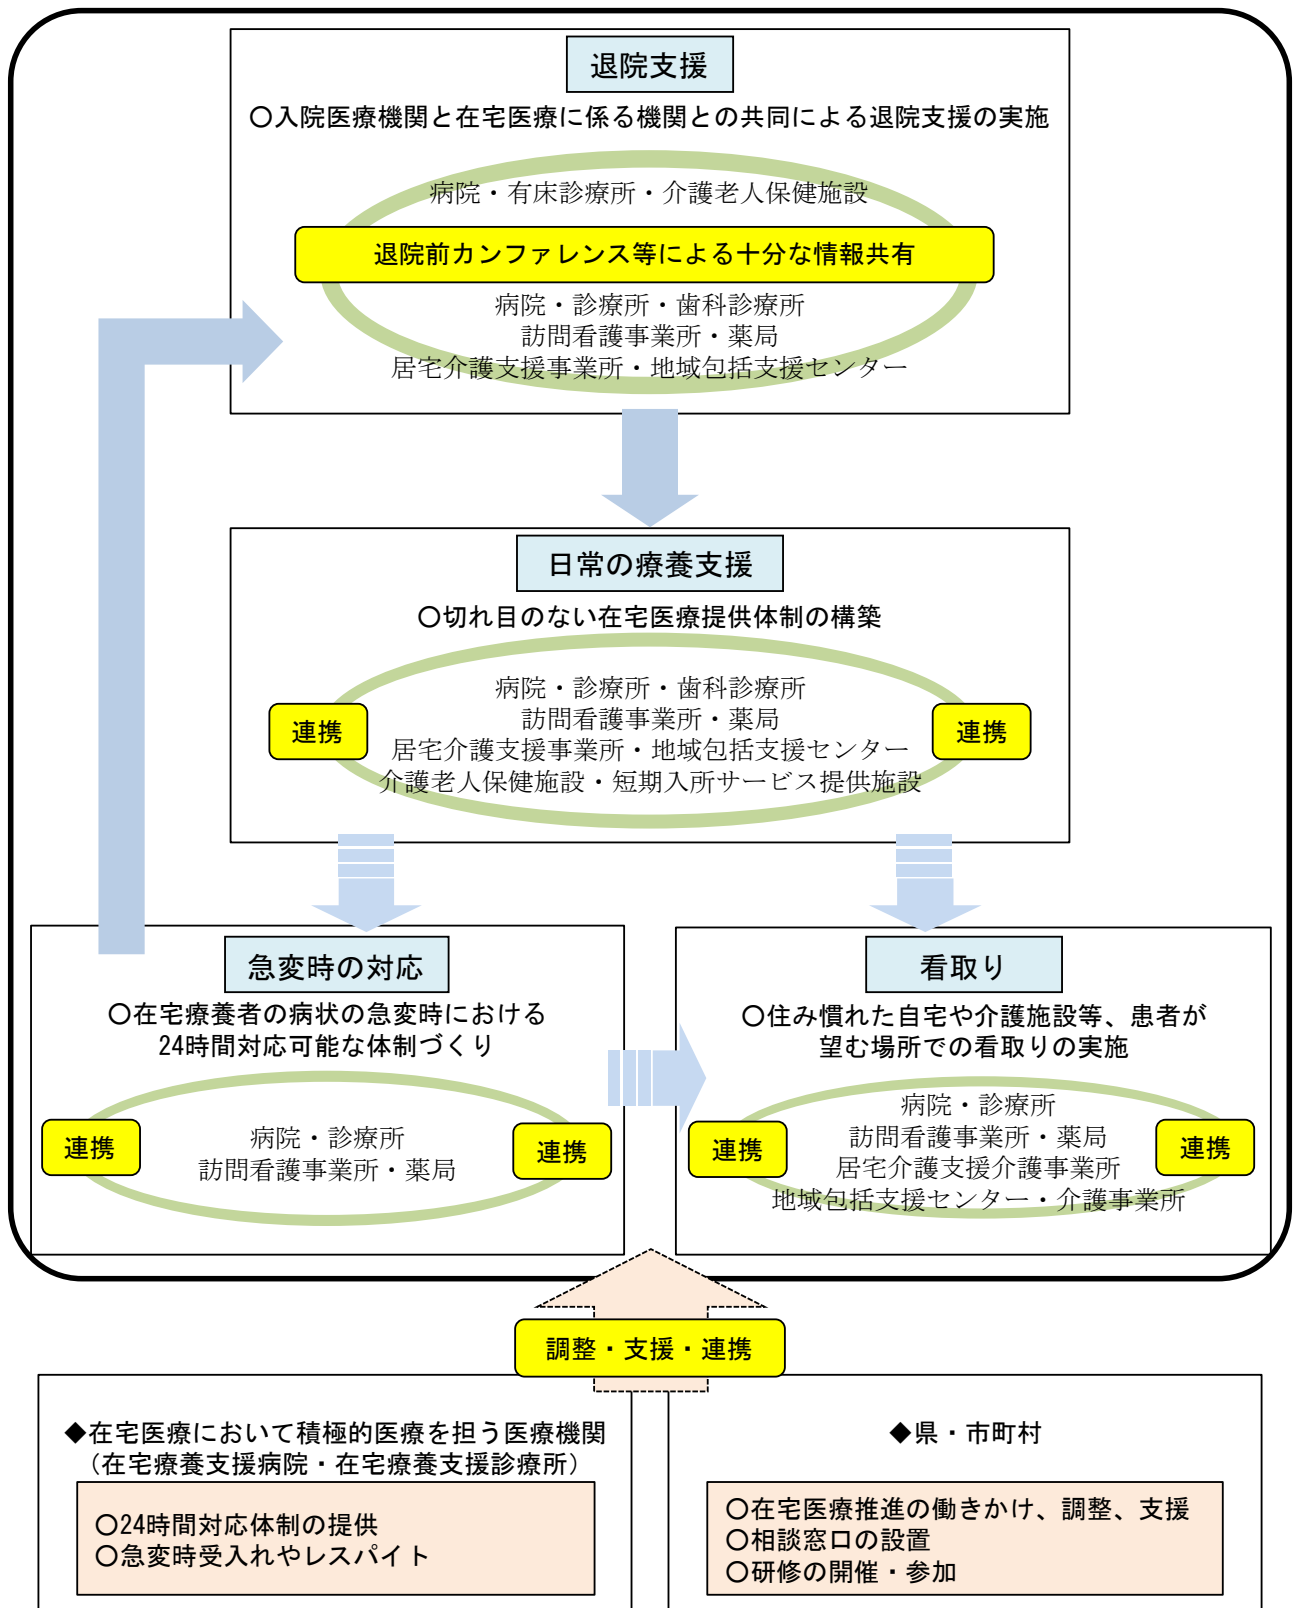 退院支援
〇入院医療機関と在宅医療に係る機関との共同による退院支援の実施
病院・有床診療所・介護老人保健施設
退院前カンファレンス等による十分な情報共有
病院・診療所・歯科診療所
訪問看護事業所・薬局
居宅介護支援事業所・地域包括支援センター
日常の療養支援
〇切れ目のない在宅医療提供体制の構築
病院・診療所・歯科診療所
訪問看護事業所・薬局
連携
連携
居宅介護支援事業所・地域包括支援センター
介護老人保健施設・短期入所サービス提供施設
急変時の対応
〇在宅療養者の病状の急変時における
24時間対応可能な体制づくり
連携
病院・診療所
訪問看護事業所・薬局
連携
看取り
〇住み慣れた自宅や介護施設等、患者が
望む場所での看取りの実施
病院・診療所
訪問看護事業所・薬局
連携
連携
居宅介護支援介護事業所
地域包括支援センター・介護事業所
調整・支援・連携
◆在宅医療において積極的医療を担う医療機関
（在宅療養支援病院・在宅療養支援診療所）
〇24時間対応体制の提供
〇急変時受入れやレスパイト
◆県・市町村
〇在宅医療推進の働きかけ、調整、支援
〇相談窓口の設置
〇研修の開催・参加